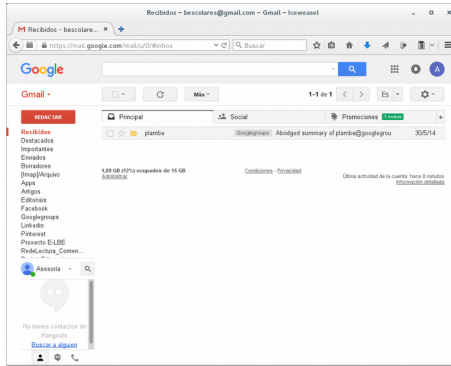 Recibidos - bescolares@gmail.com - Gmail - Iceweasel
Recibidos - bescolare...
https://mail.google.com/mail/u/0/#inbox
Buscar
Google
A
Gmail
Más
1–1 de 1
Es
REDACTAR
Principal
Social
Promociones
1 nuevo
plambe
Googlegroups
Abridged summary of plambe@googlegrou
30/5/14
Recibidos
Destacados
Importantes
Enviados
Borradores
[Imap]/Arquivo
Apps
Artigos
Editoriais
Facebook
Googlegroups
Linkedin
Pinterest
Proxecto E-LBE
RedeLectura_Comen...
1,89 GB (12%) ocupados de 15 GB
Administrar
Condiciones - Privacidad
Última actividad de la cuenta: hace 0 minutos
Información detallada
Asesoría
No tienes contactos de
Hangouts
Buscar a alguien